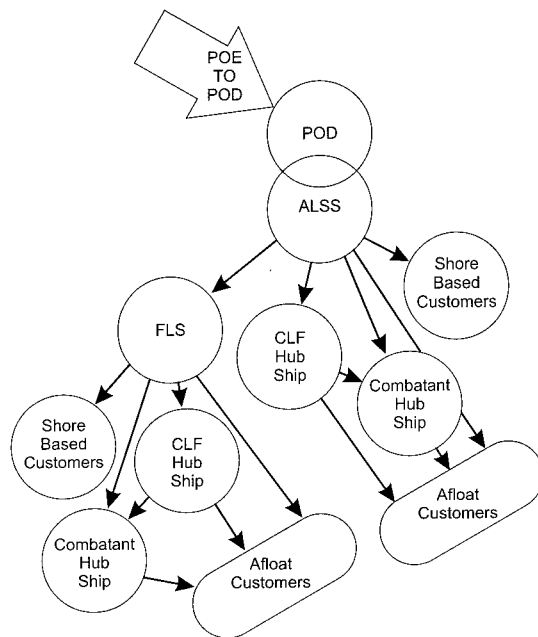 POE
TO
POD
POD
ALSS
Shore
Based
Customers
FLS
CLF
Hub
Ship
Combatant
Hub
Ship
Shore
Based
Customers
CLF
Hub
Ship
Afloat
Customers
Combatant
Hub
Ship
Afloat
Customers